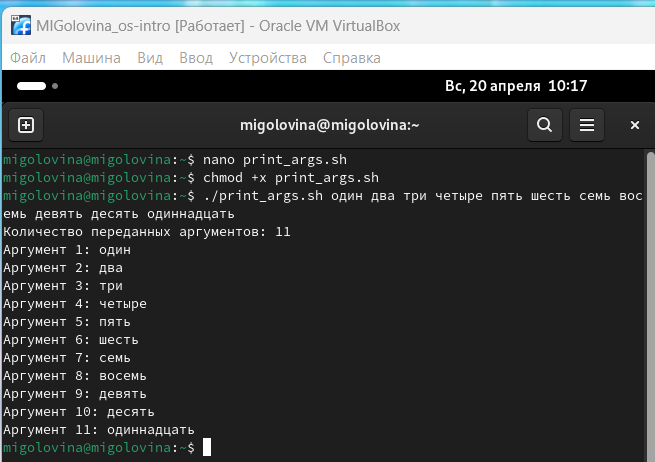 MIGolovina_os-intro [Работает] - Oracle VM VirtualBox
Файл Машина Вид Ввод Устройства Справка
Вс, 20 апреля 10:17
migolovina@migolovina:~
migolovina@migolovina:~$ nano print_args.sh
migolovina@migolovina:~$ chmod +x print_args.sh
migolovina@migolovina:~$ ./print_args.sh один два три четыре пять шесть семь вос
емь девять десять одиннадцать
Количество переданных аргументов: 11
Аргумент 1: один
Аргумент 2: два
Аргумент 3: три
Аргумент 4: четыре
Аргумент 5: пять
Аргумент 6: шесть
Аргумент 7: семь
Аргумент 8: восемь
Аргумент 9: девять
Аргумент 10: десять
Аргумент 11: одиннадцать
migolovina@migolovina:~$